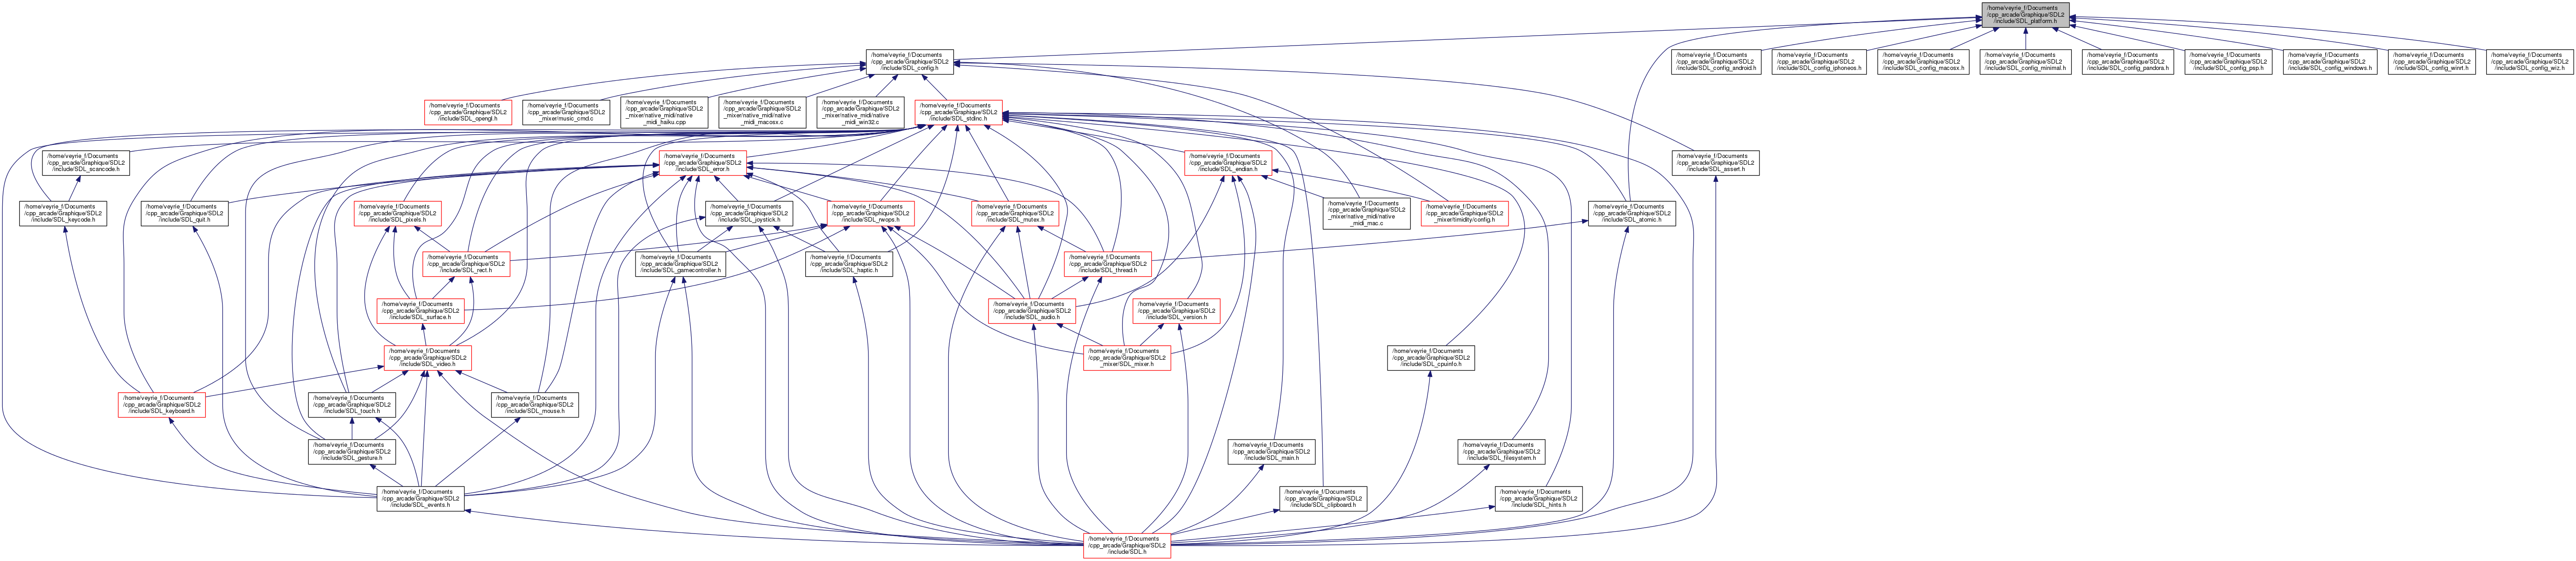 /home/veyrie_f/Documents
/cpp_arcade/Graphique/SDL2
/include/SDL_platform.h
/home/veyrie_f/Documents
/cpp_arcade/Graphique/SDL2
/include/SDL_config.h
/home/veyrie_f/Documents
/cpp_arcade/Graphique/SDL2
/include/SDL_config_android.h
/home/veyrie_f/Documents
/cpp_arcade/Graphique/SDL2
/include/SDL_config_iphoneos.h
/home/veyrie_f/Documents
/cpp_arcade/Graphique/SDL2
/include/SDL_config_macosx.h
/home/veyrie_f/Documents
/cpp_arcade/Graphique/SDL2
/include/SDL_config_minimal.h
/home/veyrie_f/Documents
/cpp_arcade/Graphique/SDL2
/include/SDL_config_pandora.h
/home/veyrie_f/Documents
/cpp_arcade/Graphique/SDL2
/include/SDL_config_psp.h
/home/veyrie_f/Documents
/cpp_arcade/Graphique/SDL2
/include/SDL_config_windows.h
/home/veyrie_f/Documents
/cpp_arcade/Graphique/SDL2
/include/SDL_config_winrt.h
/home/veyrie_f/Documents
/cpp_arcade/Graphique/SDL2
/include/SDL_config_wiz.h
/home/veyrie_f/Documents
/cpp_arcade/Graphique/SDL2
/include/SDL_opengl.h
/home/veyrie_f/Documents
/cpp_arcade/Graphique/SDL2
_mixer/music_cmd.c
/home/veyrie_f/Documents
/cpp_arcade/Graphique/SDL2
_mixer/native_midi/native
_midi_haiku.cpp
/home/veyrie_f/Documents
/cpp_arcade/Graphique/SDL2
_mixer/native_midi/native
_midi_macosx.c
/home/veyrie_f/Documents
/cpp_arcade/Graphique/SDL2
_mixer/native_midi/native
_midi_win32.c
/home/veyrie_f/Documents
/cpp_arcade/Graphique/SDL2
/include/SDL_stdinc.h
/home/veyrie_f/Documents
/cpp_arcade/Graphique/SDL2
/include/SDL_scancode.h
/home/veyrie_f/Documents
/cpp_arcade/Graphique/SDL2
/include/SDL_error.h
/home/veyrie_f/Documents
/cpp_arcade/Graphique/SDL2
/include/SDL_endian.h
/home/veyrie_f/Documents
/cpp_arcade/Graphique/SDL2
/include/SDL_assert.h
/home/veyrie_f/Documents
/cpp_arcade/Graphique/SDL2
/include/SDL_keycode.h
/home/veyrie_f/Documents
/cpp_arcade/Graphique/SDL2
/include/SDL_quit.h
/home/veyrie_f/Documents
/cpp_arcade/Graphique/SDL2
/include/SDL_pixels.h
/home/veyrie_f/Documents
/cpp_arcade/Graphique/SDL2
/include/SDL_joystick.h
/home/veyrie_f/Documents
/cpp_arcade/Graphique/SDL2
/include/SDL_rwops.h
/home/veyrie_f/Documents
/cpp_arcade/Graphique/SDL2
/include/SDL_mutex.h
/home/veyrie_f/Documents
/cpp_arcade/Graphique/SDL2
_mixer/native_midi/native
_midi_mac.c
/home/veyrie_f/Documents
/cpp_arcade/Graphique/SDL2
_mixer/timidity/config.h
/home/veyrie_f/Documents
/cpp_arcade/Graphique/SDL2
/include/SDL_atomic.h
/home/veyrie_f/Documents
/cpp_arcade/Graphique/SDL2
/include/SDL_rect.h
/home/veyrie_f/Documents
/cpp_arcade/Graphique/SDL2
/include/SDL_gamecontroller.h
/home/veyrie_f/Documents
/cpp_arcade/Graphique/SDL2
/include/SDL_haptic.h
/home/veyrie_f/Documents
/cpp_arcade/Graphique/SDL2
/include/SDL_thread.h
/home/veyrie_f/Documents
/cpp_arcade/Graphique/SDL2
/include/SDL_surface.h
/home/veyrie_f/Documents
/cpp_arcade/Graphique/SDL2
/include/SDL_audio.h
/home/veyrie_f/Documents
/cpp_arcade/Graphique/SDL2
/include/SDL_version.h
/home/veyrie_f/Documents
/cpp_arcade/Graphique/SDL2
/include/SDL_video.h
/home/veyrie_f/Documents
/cpp_arcade/Graphique/SDL2
_mixer/SDL_mixer.h
/home/veyrie_f/Documents
/cpp_arcade/Graphique/SDL2
/include/SDL_cpuinfo.h
/home/veyrie_f/Documents
/cpp_arcade/Graphique/SDL2
/include/SDL_keyboard.h
/home/veyrie_f/Documents
/cpp_arcade/Graphique/SDL2
/include/SDL_touch.h
/home/veyrie_f/Documents
/cpp_arcade/Graphique/SDL2
/include/SDL_mouse.h
/home/veyrie_f/Documents
/cpp_arcade/Graphique/SDL2
/include/SDL_gesture.h
/home/veyrie_f/Documents
/cpp_arcade/Graphique/SDL2
/include/SDL_main.h
/home/veyrie_f/Documents
/cpp_arcade/Graphique/SDL2
/include/SDL_filesystem.h
/home/veyrie_f/Documents
/cpp_arcade/Graphique/SDL2
/include/SDL_events.h
/home/veyrie_f/Documents
/cpp_arcade/Graphique/SDL2
/include/SDL_clipboard.h
/home/veyrie_f/Documents
/cpp_arcade/Graphique/SDL2
/include/SDL_hints.h
/home/veyrie_f/Documents
/cpp_arcade/Graphique/SDL2
/include/SDL.h